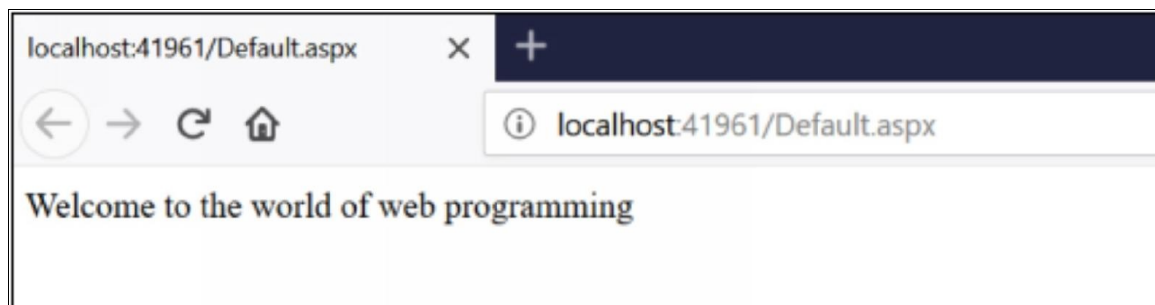 localhost:41961/Default.aspx
localhost:41961/Default.aspx
Welcome to the world of web programming